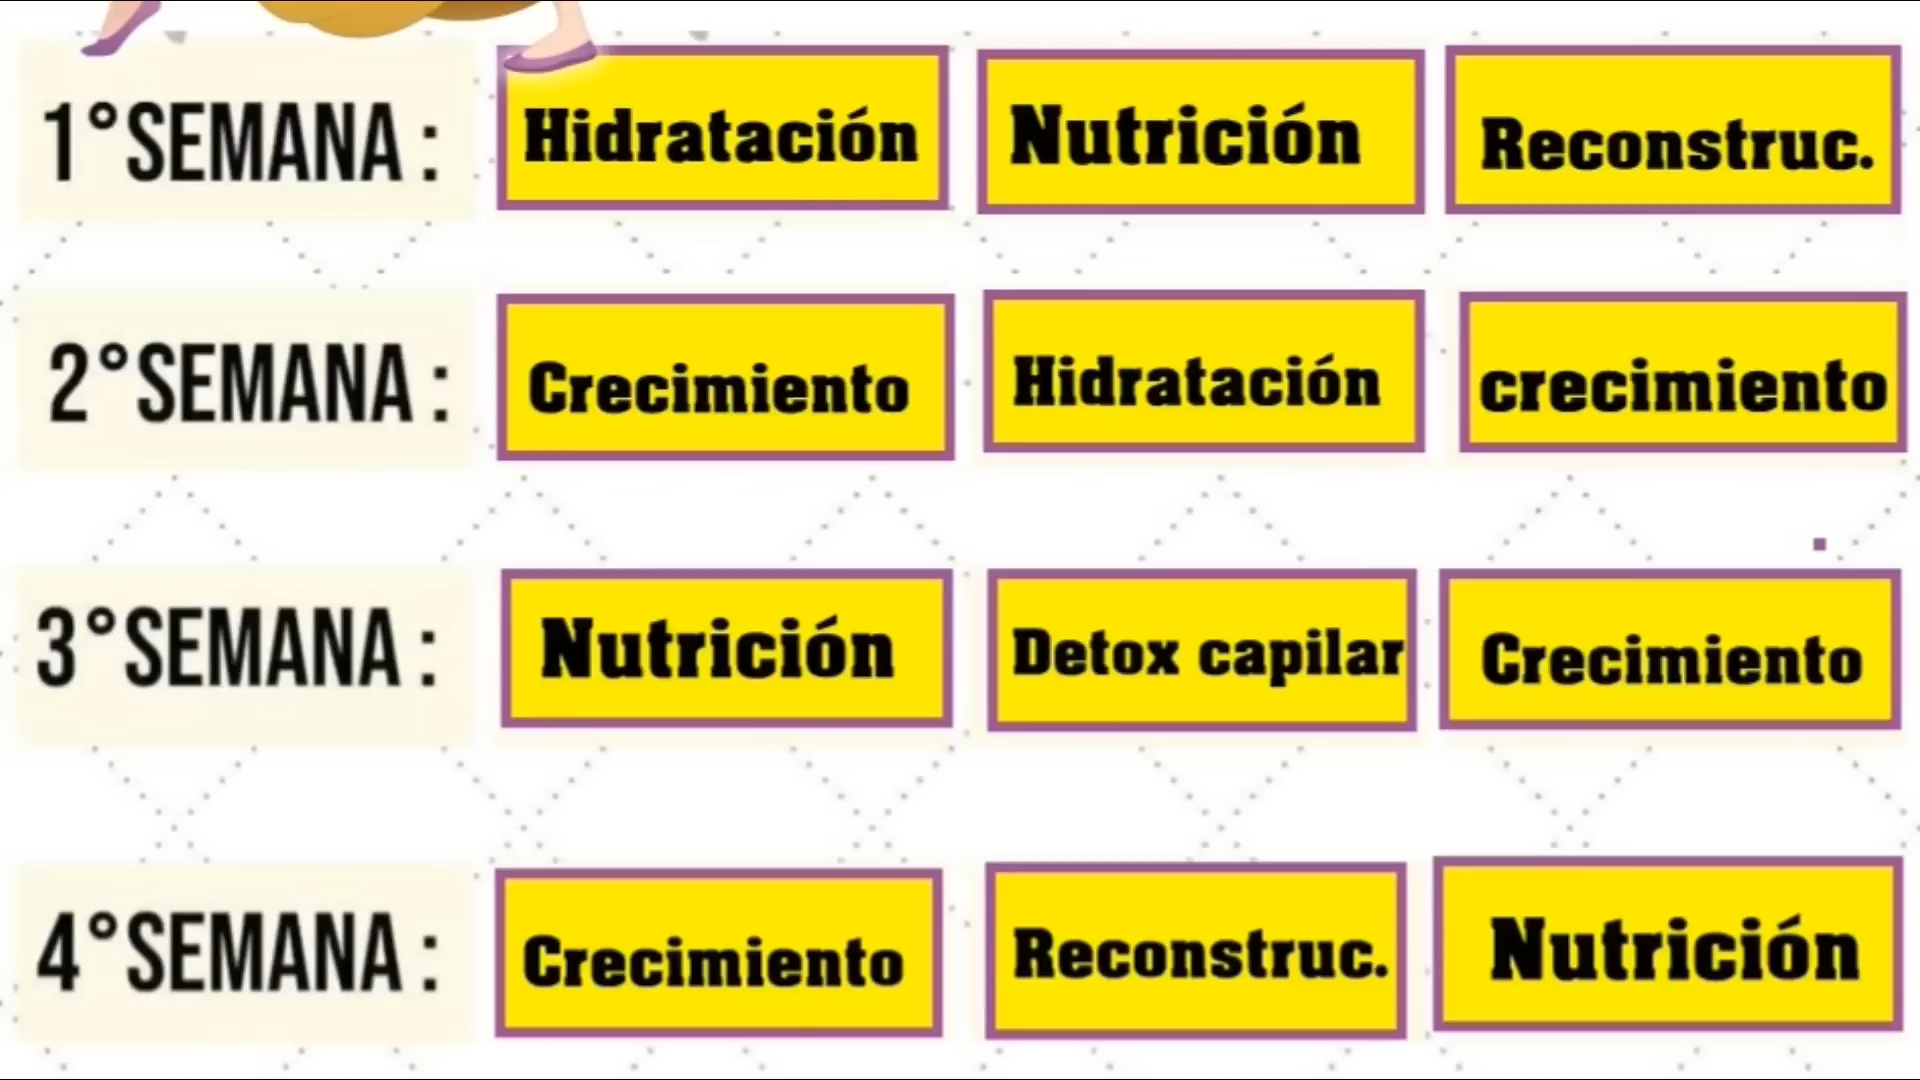 1°SEMANA : Hidratación Nutrición Reconstruc.
2°SEMANA : Crecimiento Hidratación crecimiento
3°SEMANA : Nutrición Detox capilar Crecimiento
4°SEMANA : Crecimiento Reconstruc. Nutrición